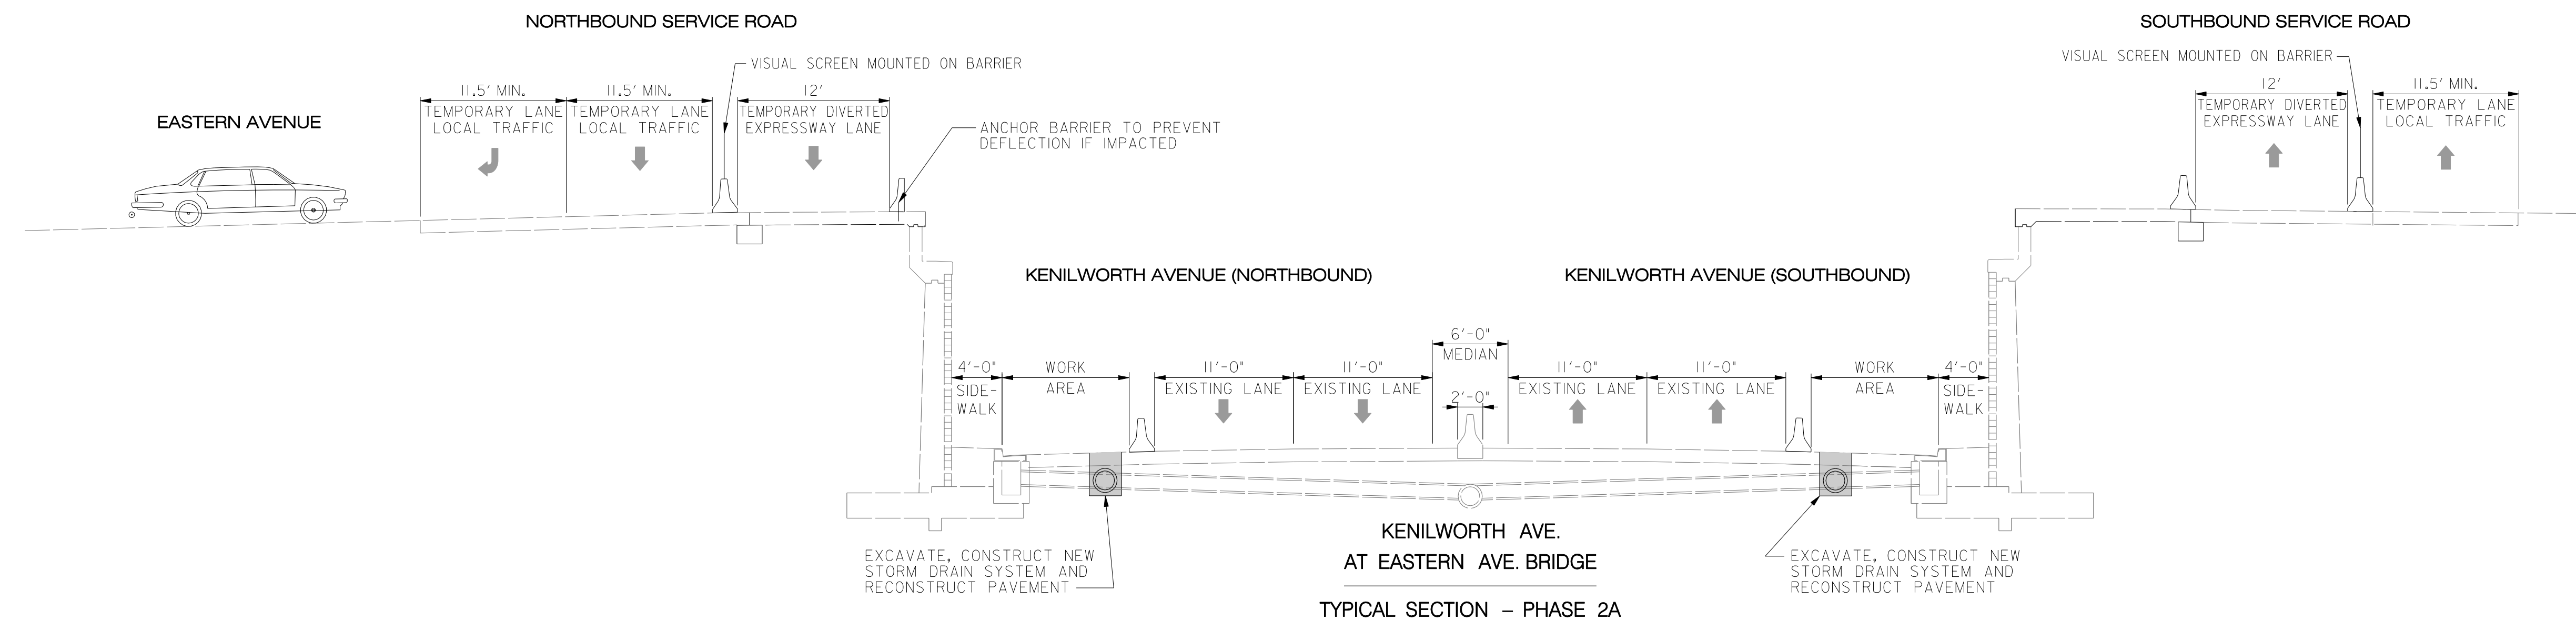 NORTHBOUND SERVICE ROAD
SOUTHBOUND SERVICE ROAD
VISUAL SCREEN MOUNTED ON BARRIER
VISUAL SCREEN MOUNTED ON BARRIER
11.5' MIN.
TEMPORARY LANE
LOCAL TRAFFIC
11.5' MIN.
TEMPORARY LANE
LOCAL TRAFFIC
12'
TEMPORARY DIVERTED
EXPRESSWAY LANE
12'
TEMPORARY DIVERTED
EXPRESSWAY LANE
11.5' MIN.
TEMPORARY LANE
LOCAL TRAFFIC
EASTERN AVENUE
ANCHOR BARRIER TO PREVENT
DEFLECTION IF IMPACTED
KENILWORTH AVENUE (NORTHBOUND)
KENILWORTH AVENUE (SOUTHBOUND)
4'-0"
SIDE-
WALK
WORK
AREA
11'-0"
EXISTING LANE
11'-0"
EXISTING LANE
6'-0"
MEDIAN
2'-0"
11'-0"
EXISTING LANE
11'-0"
EXISTING LANE
WORK
AREA
4'-0"
SIDE-
WALK
EXCAVATE, CONSTRUCT NEW
STORM DRAIN SYSTEM AND
RECONSTRUCT PAVEMENT
EXCAVATE, CONSTRUCT NEW
STORM DRAIN SYSTEM AND
RECONSTRUCT PAVEMENT
KENILWORTH AVE.
AT EASTERN AVE. BRIDGE
TYPICAL SECTION - PHASE 2A